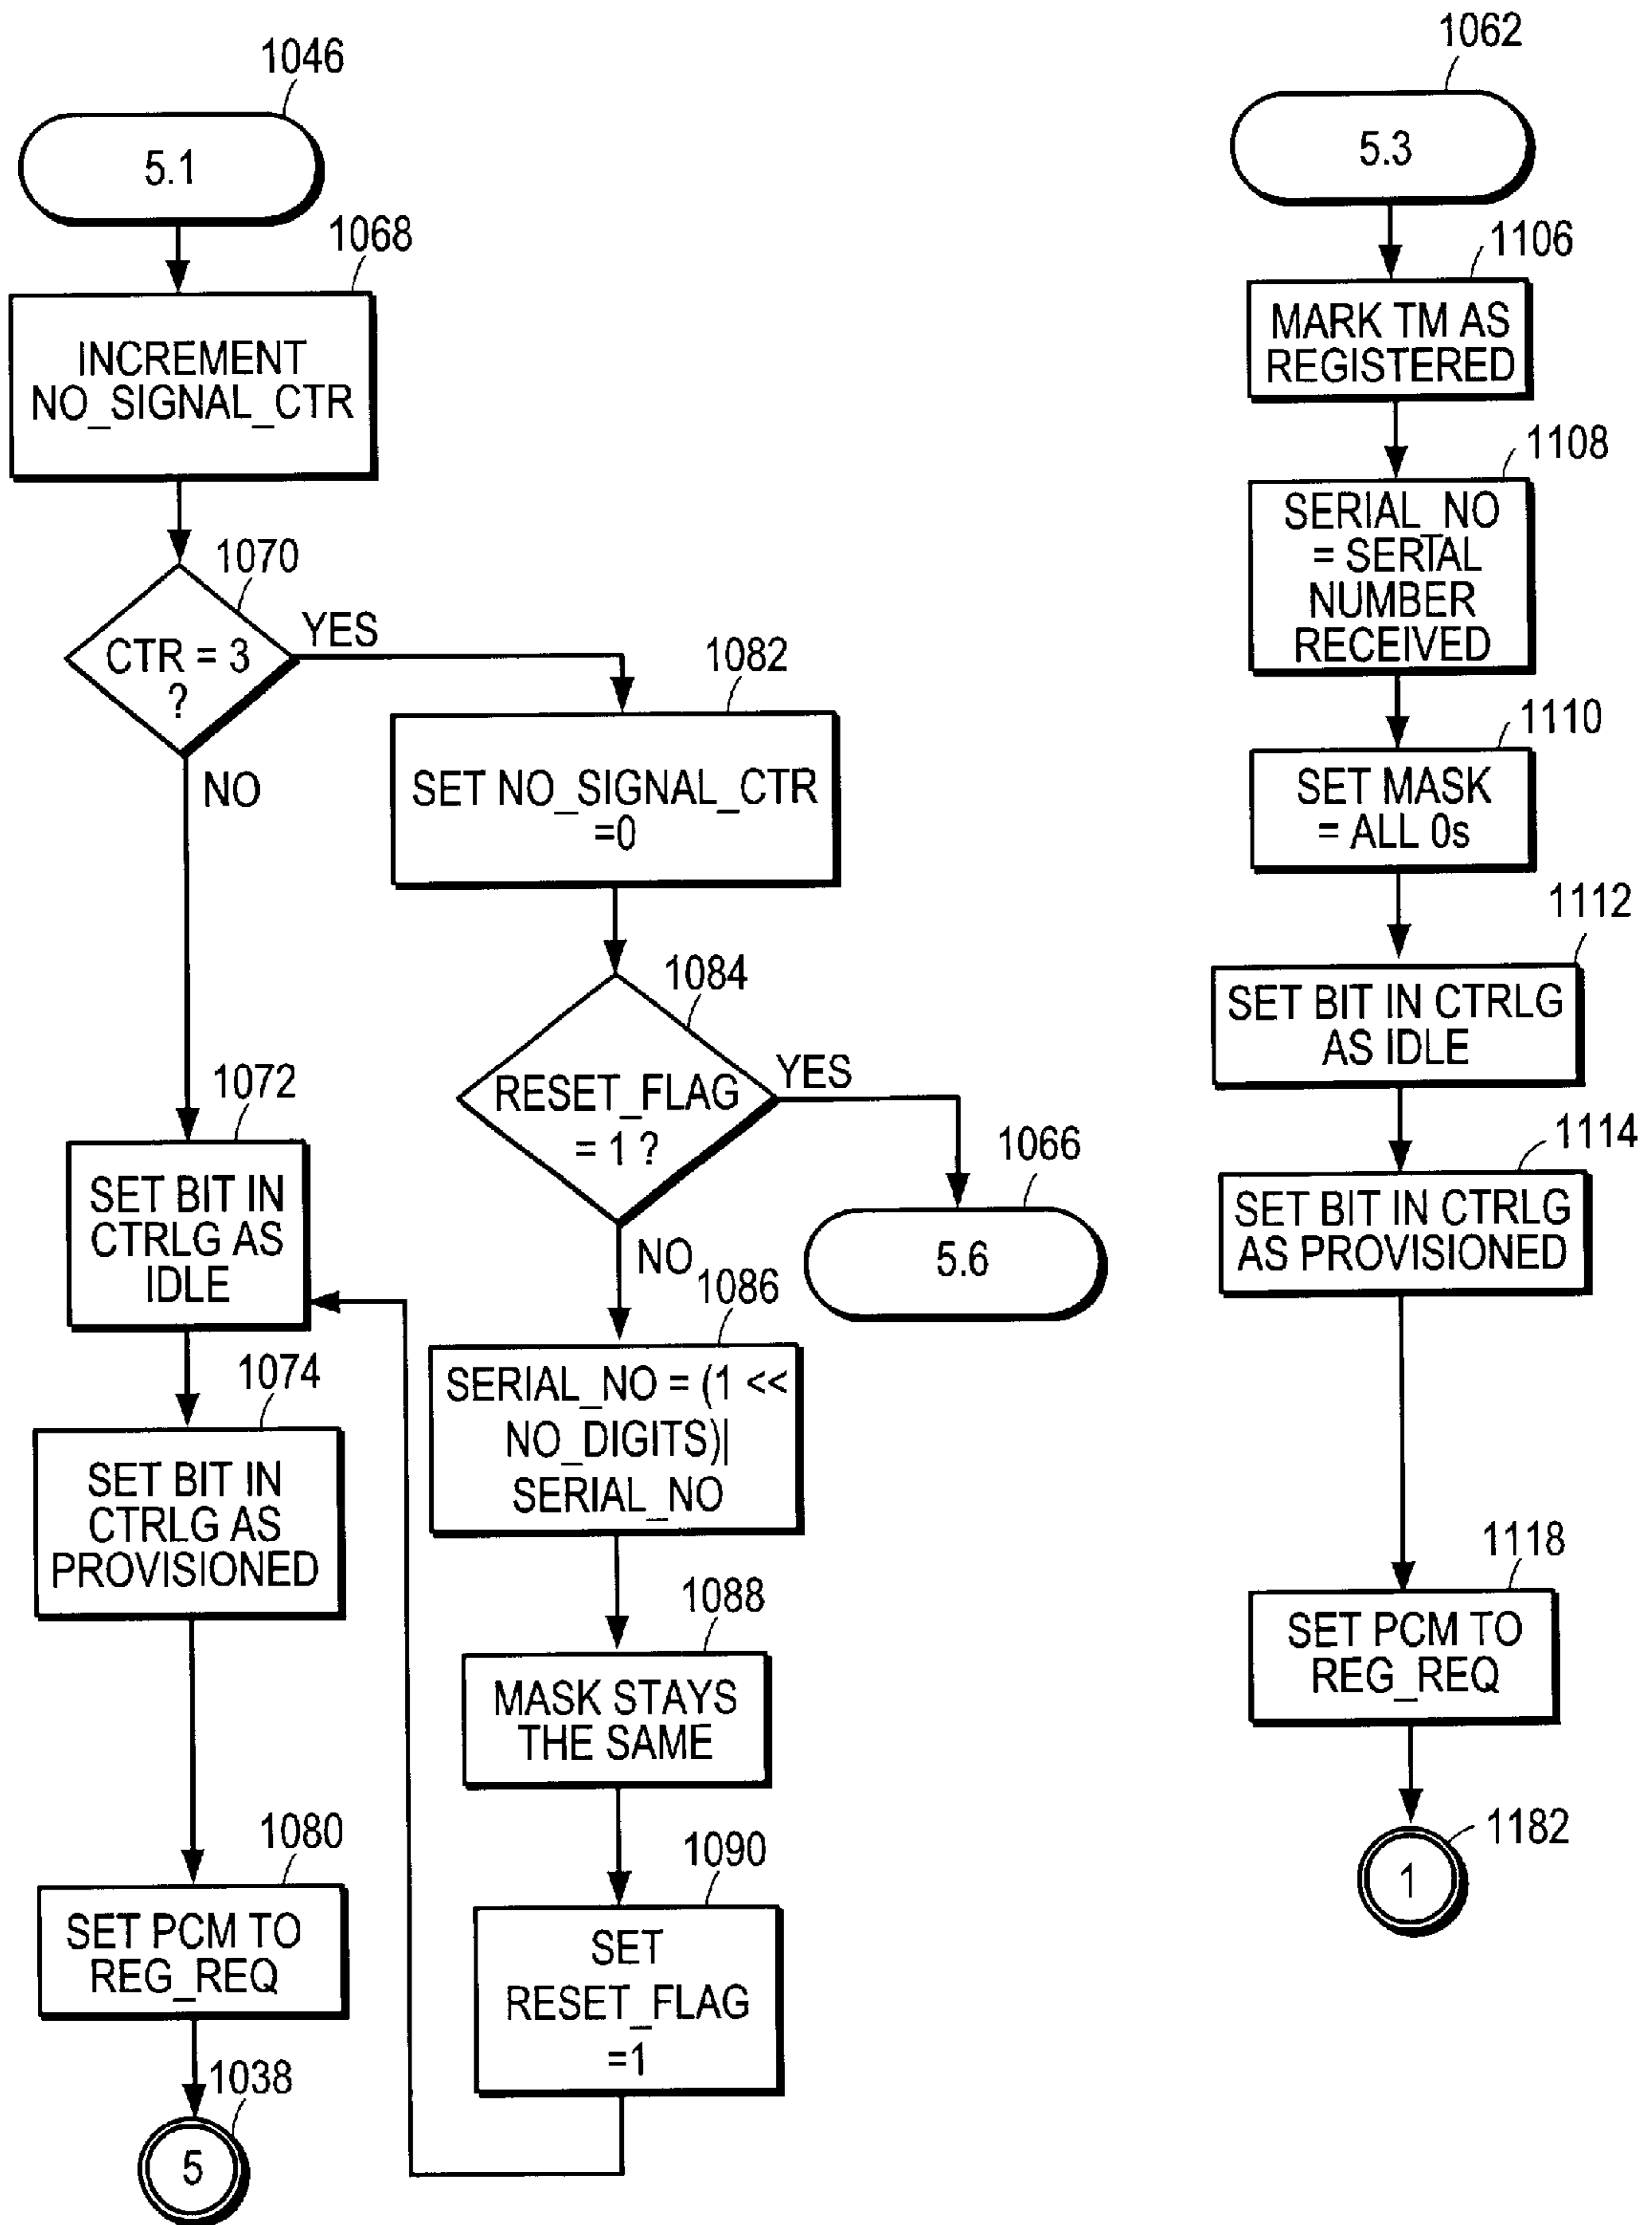 1046
5.1
1068
INCREMENT
NO_SIGNAL_CTR
1070
CTR = 3
?
YES
NO
1082
SET NO_SIGNAL_CTR
=0
1084
RESET_FLAG
= 1 ?
YES
NO
1066
5.6
1072
SET BIT IN
CTRLG AS
IDLE
1074
SET BIT IN
CTRLG AS
PROVISIONED
1080
SET PCM TO
REG_REQ
1038
5
1086
SERIAL_NO = (1 <<
NO_DIGITS)|
SERIAL_NO
1088
MASK STAYS
THE SAME
1090
SET
RESET_FLAG
=1
1062
5.3
1106
MARK TM AS
REGISTERED
1108
SERIAL_NO
= SERIAL
NUMBER
RECEIVED
1110
SET MASK
= ALL 0s
1112
SET BIT IN CTRLG
AS IDLE
1114
SET BIT IN CTRLG
AS PROVISIONED
1118
SET PCM TO
REG_REQ
1182
1